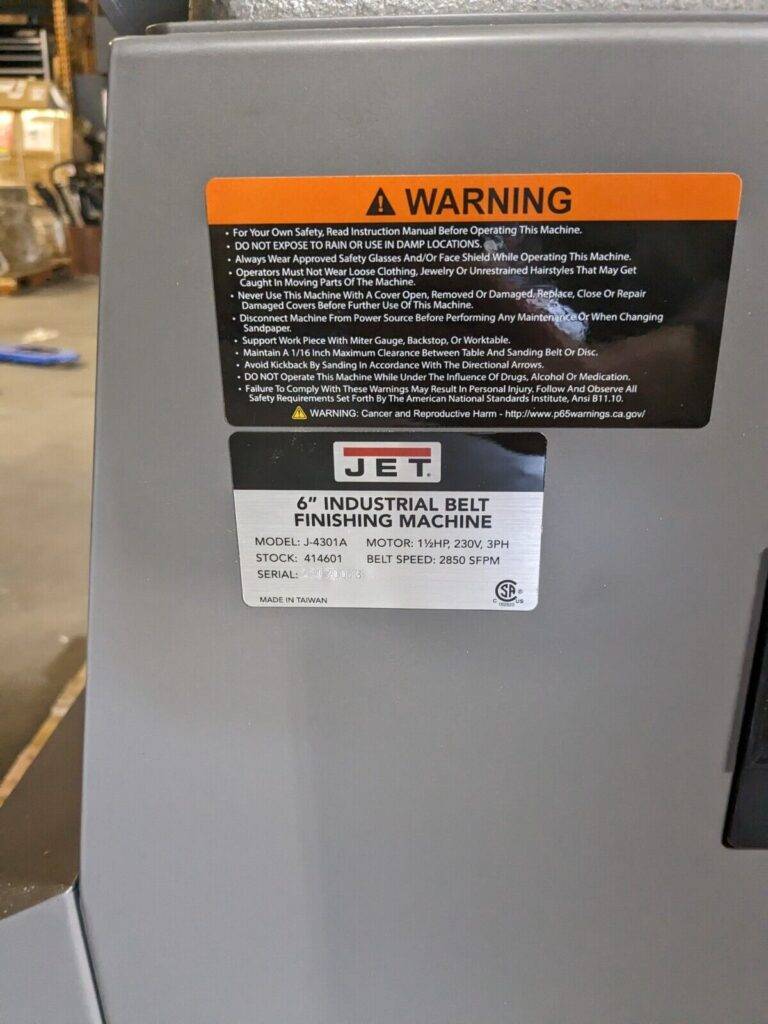 WARNING
• For Your Own Safety, Read Instruction Manual Before Operating This Machine.
• DO NOT EXPOSE TO RAIN OR USE IN DAMP LOCATIONS.
• Always Wear Approved Safety Glasses And/Or Face Shield While Operating This Machine.
• Operators Must Not Wear Loose Clothing, Jewelry Or Unrestrained Hairstyles That May Get
Caught In Moving Parts Of The Machine.
• Never Use This Machine With A Cover Open, Removed Or Damaged. Replace, Close Or Repair
Damaged Covers Before Further Use Of This Machine.
• Disconnect Machine From Power Source Before Performing Any Maintenance Or When Changing
Sandpaper.
• Support Work Piece With Miter Gauge, Backstop, Or Worktable.
• Maintain A 1/16 Inch Maximum Clearance Between Table And Sanding Belt Or Disc.
• Avoid Kickback By Sanding In Accordance With The Directional Arrows.
• DO NOT Operate This Machine While Under The Influence Of Drugs, Alcohol Or Medication.
• Failure To Comply With These Warnings May Result In Personal Injury, Follow And Observe All
Safety Requirements Set Forth By The American National Standards Institute, Ansi B11.10.
WARNING: Cancer and Reproductive Harm - http://www.p65warnings.ca.gov/
JET
6" INDUSTRIAL BELT
FINISHING MACHINE
MODEL: J-4301A MOTOR: 1½HP, 230V, 3PH
STOCK: 414601 BELT SPEED: 2850 SFPM
SERIAL:
MADE IN TAIWAN
C SA ® US